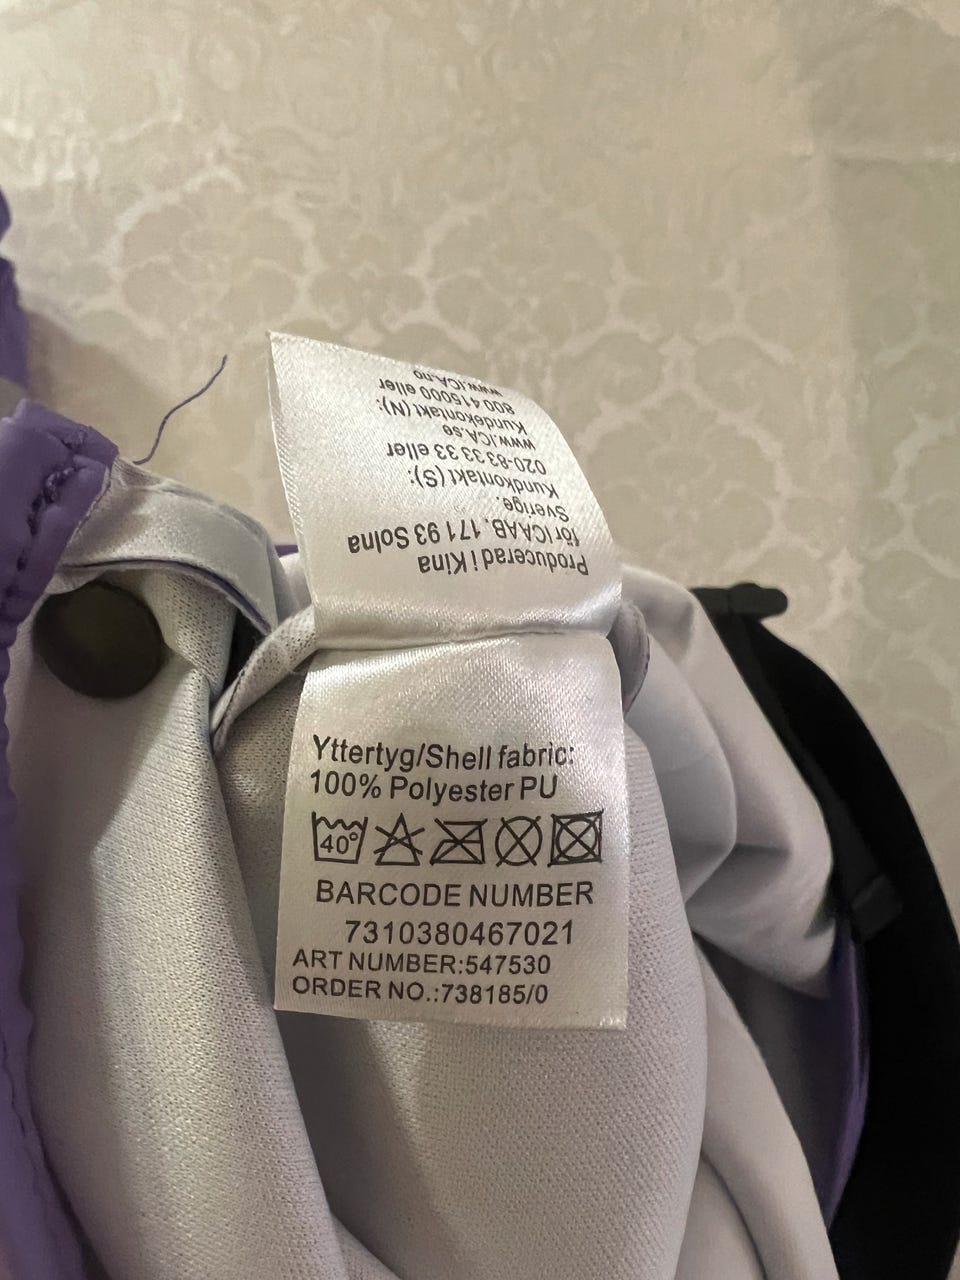 Producerad i Kina
för ICA AB. 171 93 Solna
Sverige.
Kundkontakt (S):
020-83 33 33 eller
www.ICA.se
Kundekontakt (N):
800 415000 eller
www.ICA.no
Yttertyg/Shell fabric:
100% Polyester PU
40°
BARCODE NUMBER
7310380467021
ART NUMBER:547530
ORDER NO.:738185/0